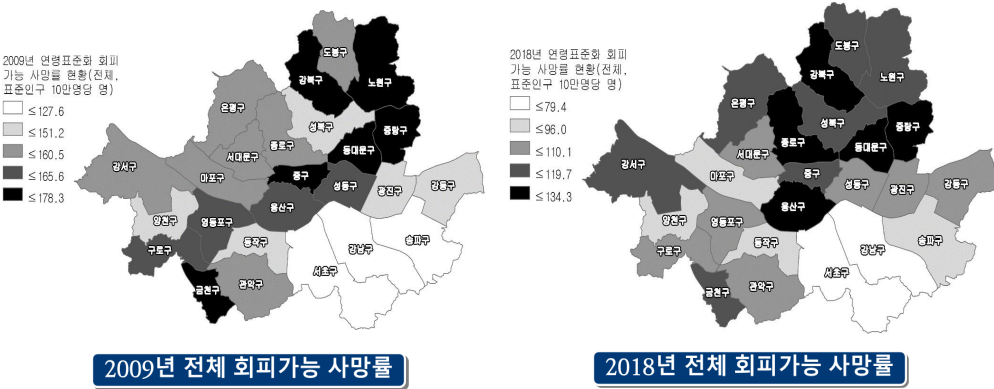 2009년 연령표준화 회피
가능 사망률 현황(전체,
표준인구 10만명당 명)
≤127.6
≤151.2
≤160.5
≤165.6
≤178.3
도봉구
강북구
노원구
은평구
성북구
중랑구
종로구
동대문구
서대문구
강서구
마포구
중구
성동구
광진구
강동구
용산구
양천구
영등포구
동작구
구로구
강남구
송파구
서초구
금천구
관악구
2009년 전체 회피가능 사망률
2018년 연령표준화 회피
가능 사망률 현황(전체,
표준인구 10만명당 명)
≤79.4
≤96.0
≤110.1
≤119.7
≤134.3
도봉구
강북구
노원구
은평구
성북구
중랑구
종로구
동대문구
서대문구
강서구
마포구
중구
성동구
광진구
강동구
용산구
양천구
영등포구
동작구
구로구
강남구
송파구
서초구
금천구
관악구
2018년 전체 회피가능 사망률